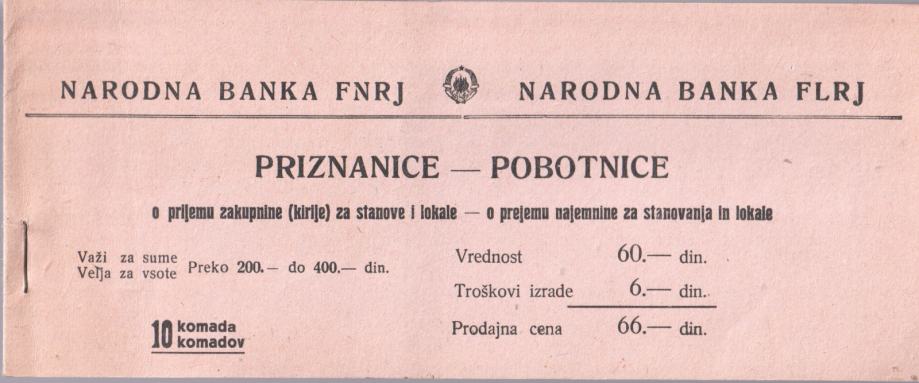 NARODNA BANKA FNRJ NARODNA BANKA FLRJ
PRIZNANICE — POBOTNICE
o prijemu zakupnine (kirije) za stanove i lokale — o prejemu najemnine za stanovanja in lokale
Važi za sume
Velja za vsote
Preko 200.— do 400.— din.
Vrednost 60.— din.
Troškovi izrade 6.— din.
Prodajna cena 66.— din.
10 komada
komadov